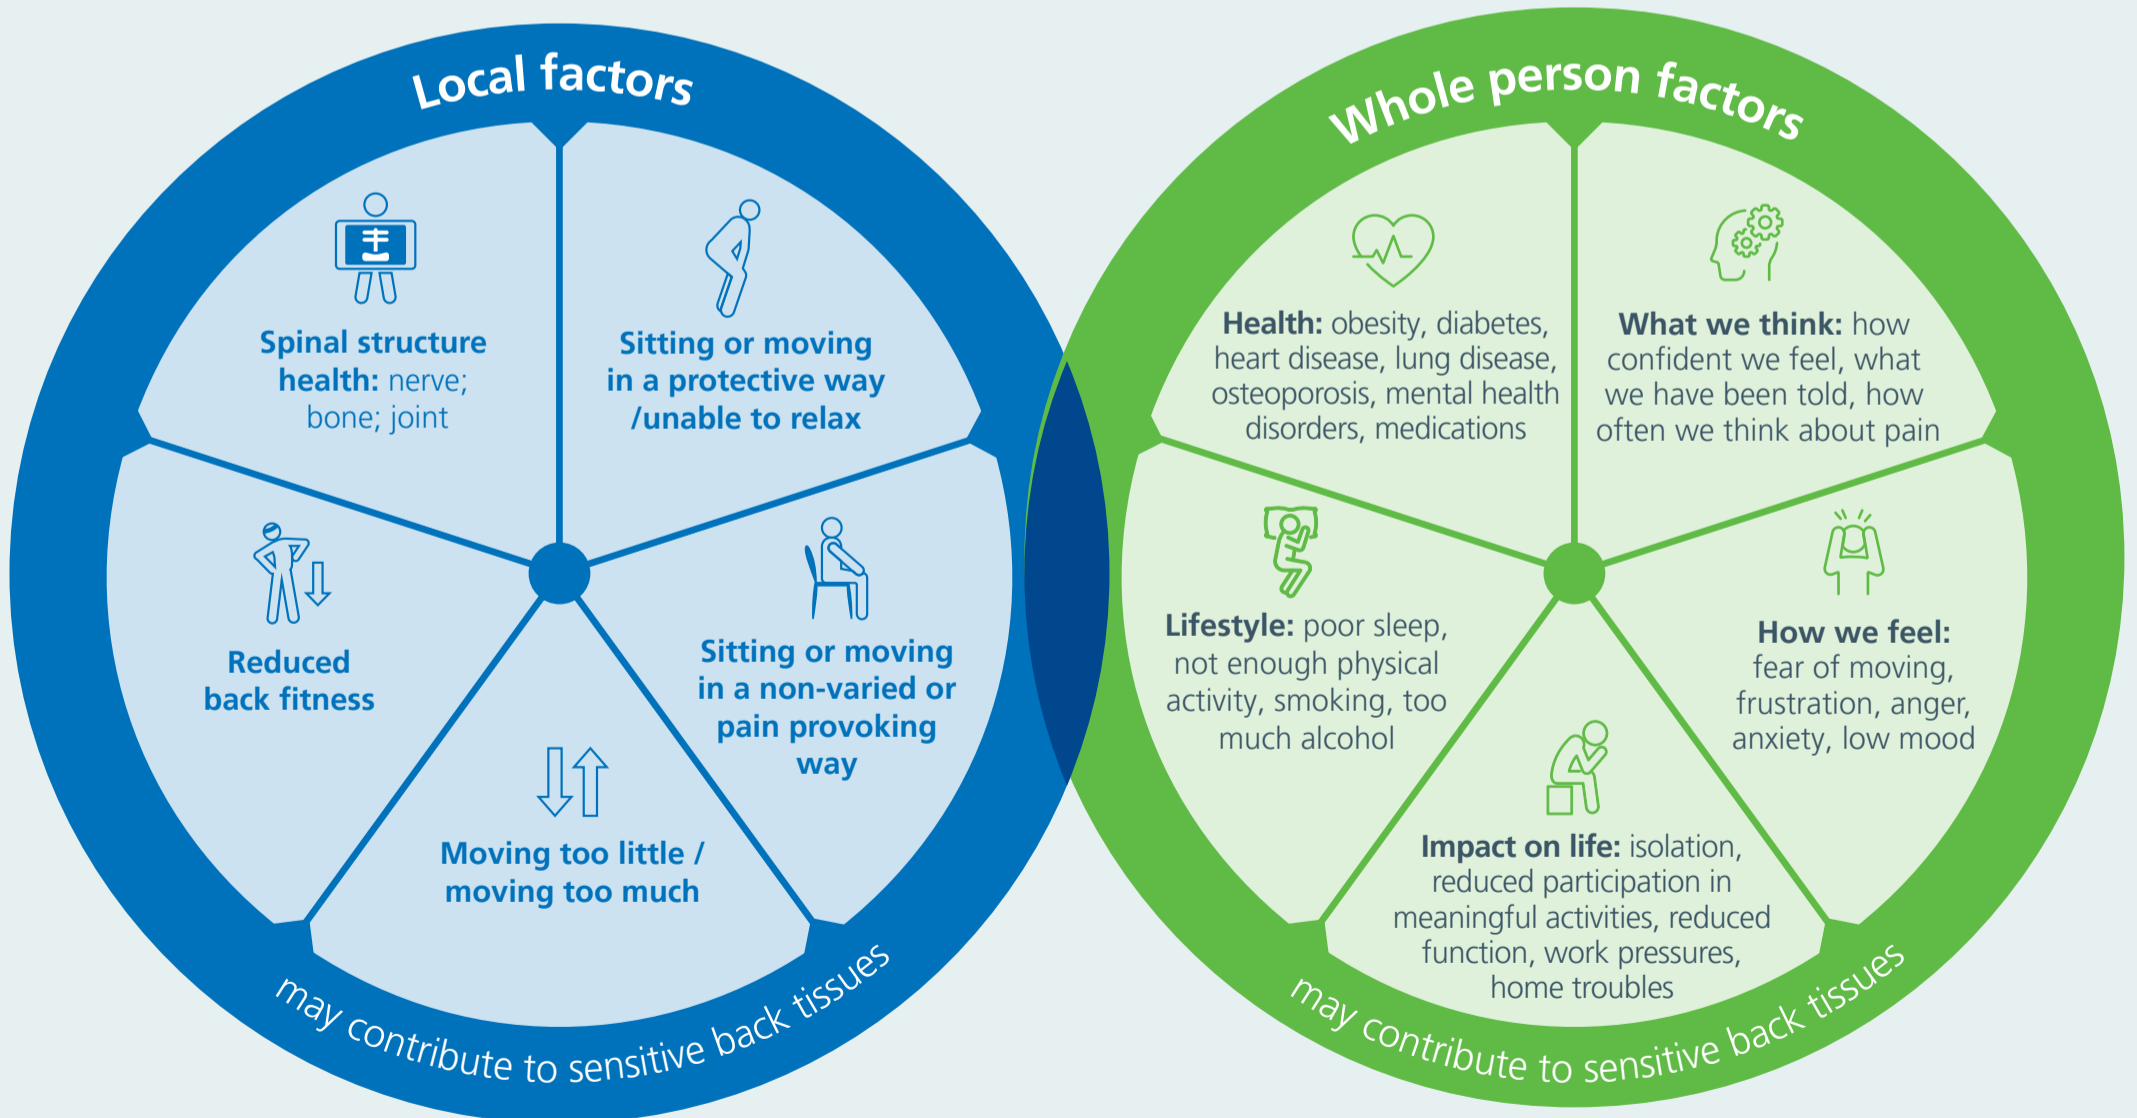 Local factors
Spinal structure
health: nerve;
bone; joint
Sitting or moving
in a protective way
/unable to relax
Reduced
back fitness
Sitting or moving
in a non-varied or
pain provoking
way
Moving too little /
moving too much
may contribute to sensitive back tissues
Whole person factors
Health: obesity, diabetes,
heart disease, lung disease,
osteoporosis, mental health
disorders, medications
What we think: how
confident we feel, what
we have been told, how
often we think about pain
Lifestyle: poor sleep,
not enough physical
activity, smoking, too
much alcohol
How we feel:
fear of moving,
frustration, anger,
anxiety, low mood
Impact on life: isolation,
reduced participation in
meaningful activities, reduced
function, work pressures,
home troubles
may contribute to sensitive back tissues